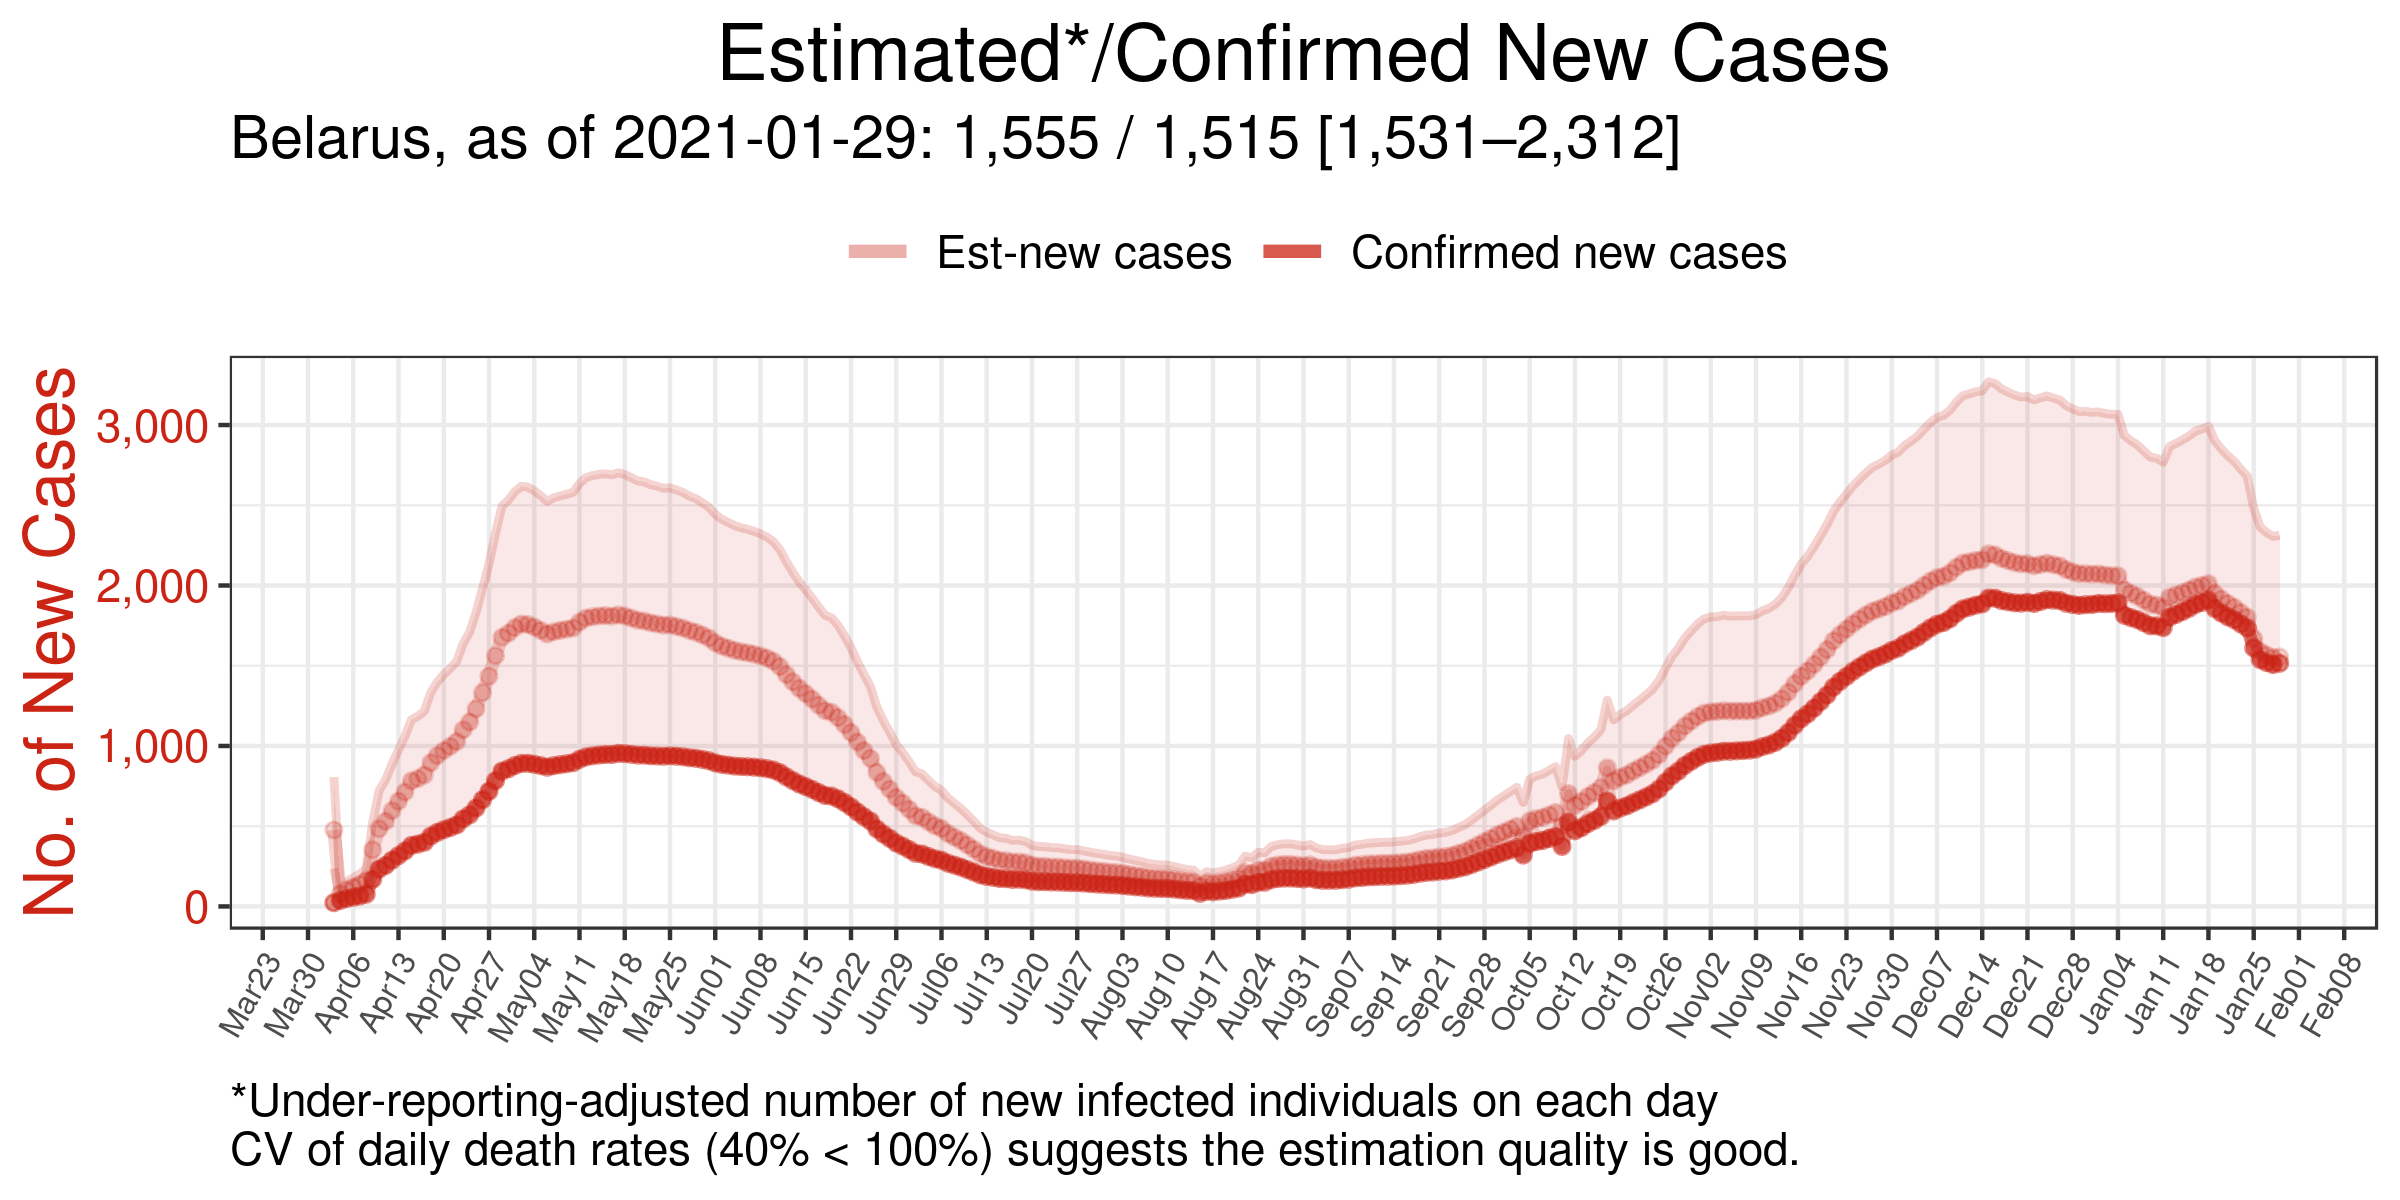 Estimated*/Confirmed New Cases
Belarus, as of 2021-01-29: 1,555 / 1,515 [1,531–2,312]
Est-new cases
Confirmed new cases
No. of New Cases
3,000
2,000
1,000
0
Mar23
Mar30
Apr06
Apr13
Apr20
Apr27
May04
May11
May18
May25
Jun01
Jun08
Jun15
Jun22
Jun29
Jul06
Jul13
Jul20
Jul27
Aug03
Aug10
Aug17
Aug24
Aug31
Sep07
Sep14
Sep21
Sep28
Oct05
Oct12
Oct19
Oct26
Nov02
Nov09
Nov16
Nov23
Nov30
Dec07
Dec14
Dec21
Dec28
Jan04
Jan11
Jan18
Jan25
Feb01
Feb08
*Under-reporting-adjusted number of new infected individuals on each day
CV of daily death rates (40% < 100%) suggests the estimation quality is good.